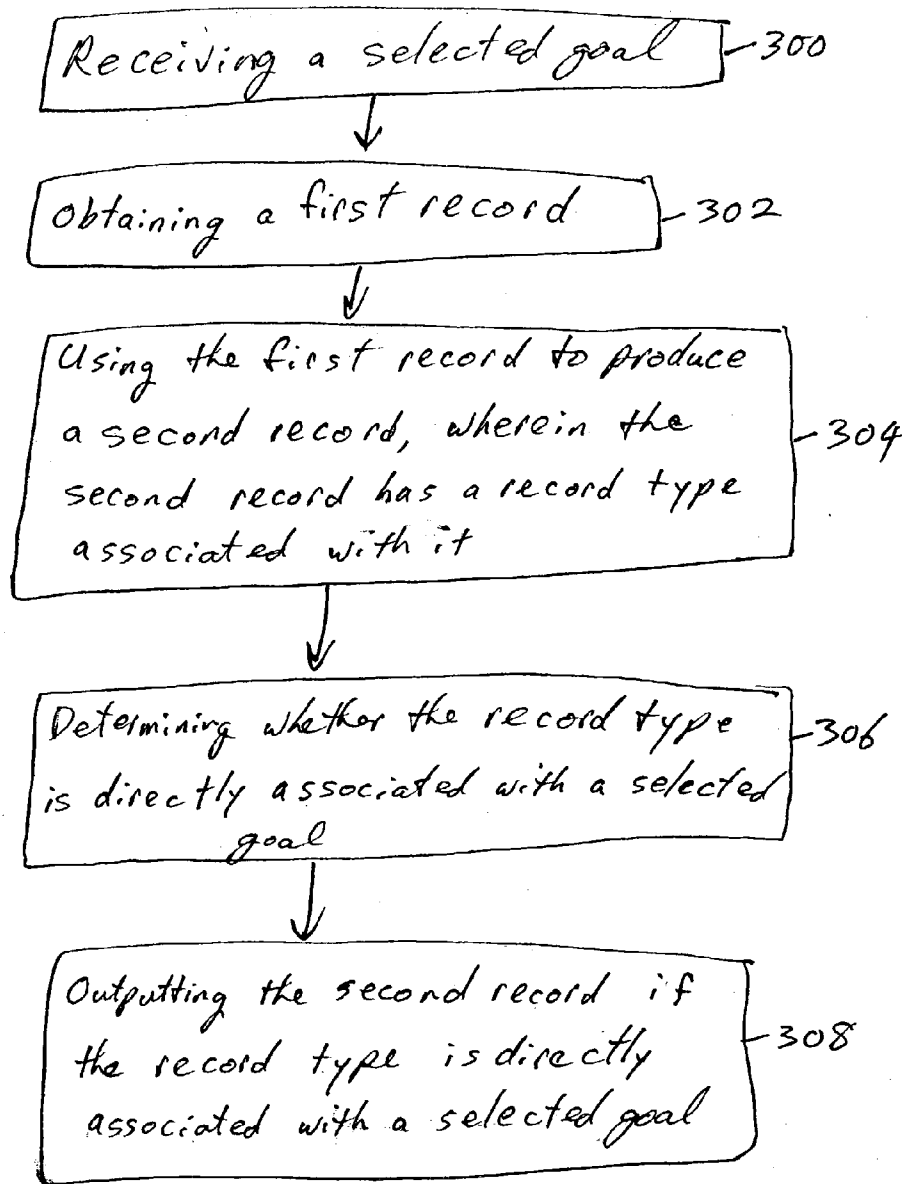 Receiving a selected goal 300
Obtaining a first record 302
Using the first record to produce
a second record, wherein the
second record has a record type
associated with it
304
Determining whether the record type
is directly associated with a selected
goal
306
Outputting the second record if
the record type is directly
associated with a selected goal
308